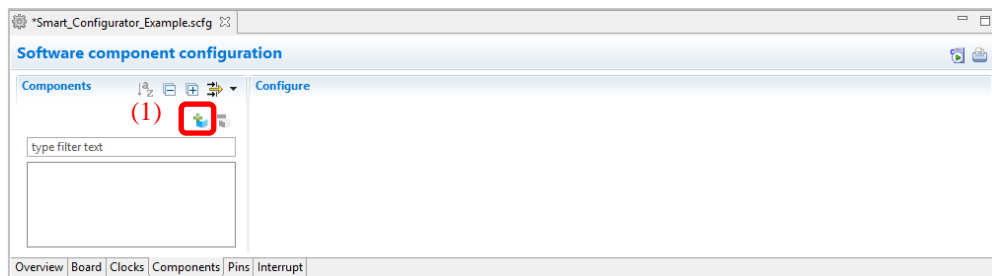 *Smart_Configurator_Example.scfg
Software component configuration
Components
Configure
(1)
type filter text
Overview Board Clocks Components Pins Interrupt